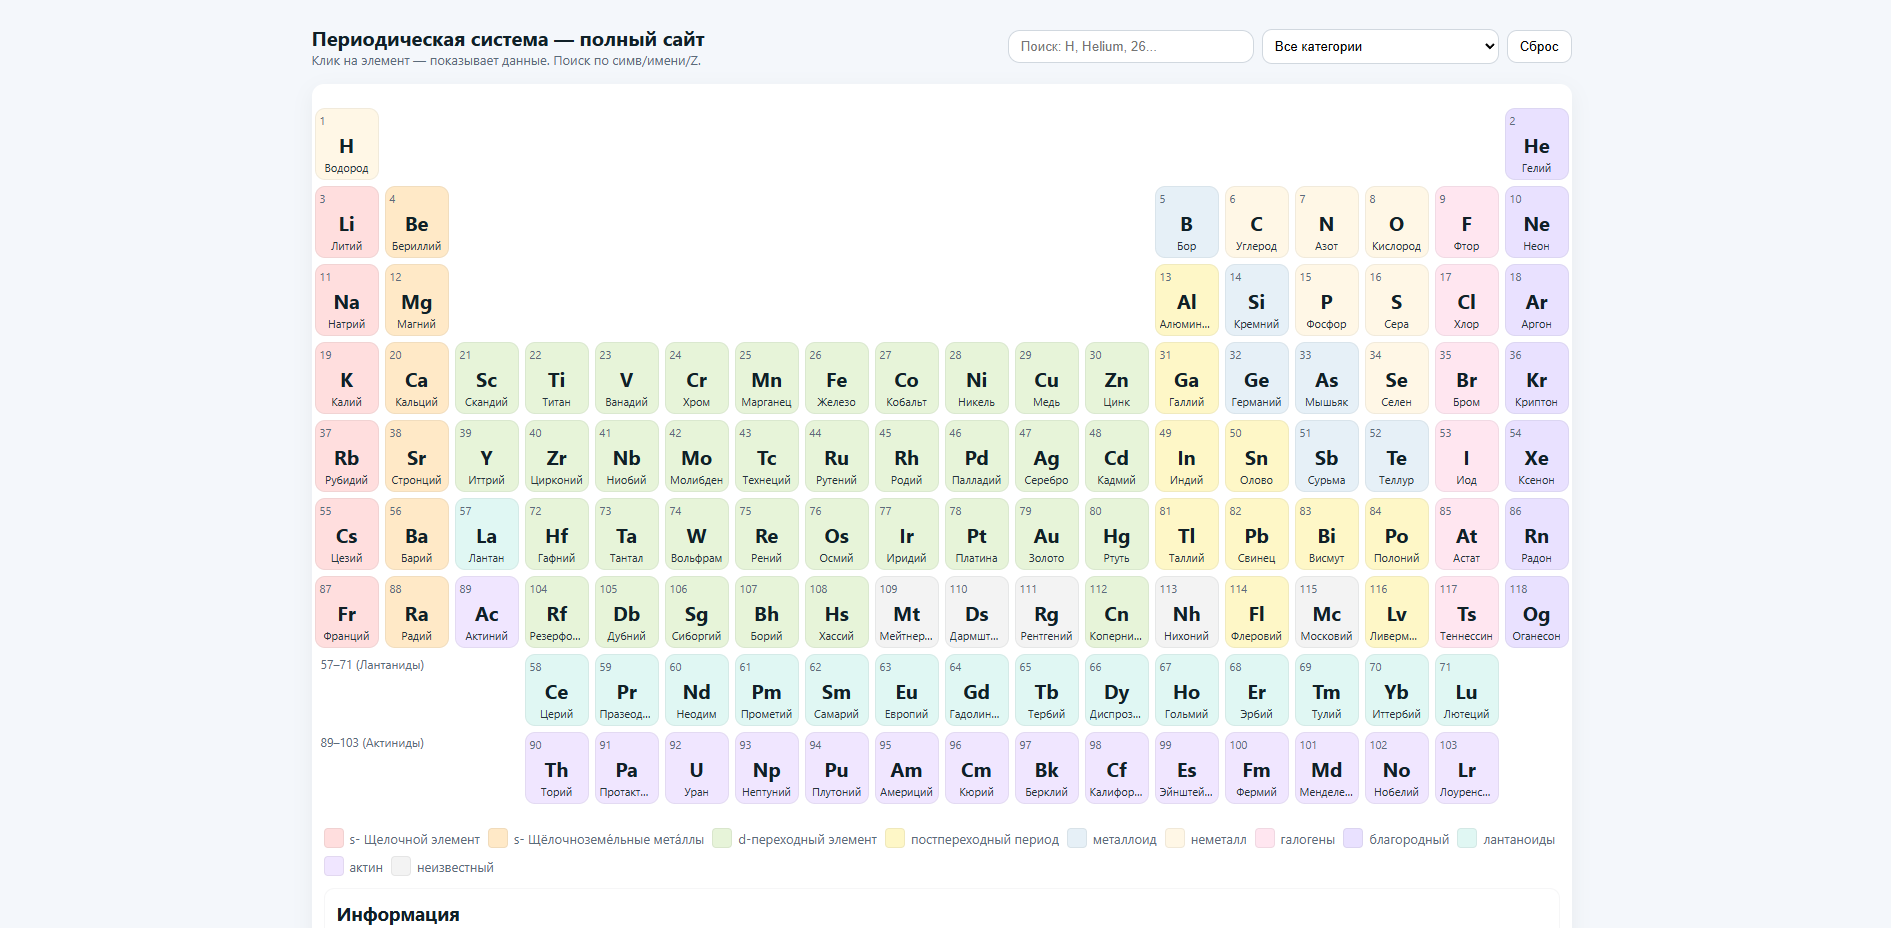 Периодическая система — полный сайт
Клик на элемент — показывает данные. Поиск по симв/имени/Z.
Поиск: H, Helium, 26...
Все категории
Сброс
1 2
H He
Водород Гелий
3 4 5 6 7 8 9 10
Li Be B C N O F Ne
Литий Бериллий Бор Углерод Азот Кислород Фтор Неон
11 12 13 14 15 16 17 18
Na Mg Al Si P S Cl Ar
Натрий Магний Алюмин... Кремний Фосфор Сера Хлор Аргон
19 20 21 22 23 24 25 26 27 28 29 30 31 32 33 34 35 36
K Ca Sc Ti V Cr Mn Fe Co Ni Cu Zn Ga Ge As Se Br Kr
Калий Кальций Скандий Титан Ванадий Хром Марганец Железо Кобальт Никель Медь Цинк Галлий Германий Мышьяк Селен Бром Криптон
37 38 39 40 41 42 43 44 45 46 47 48 49 50 51 52 53 54
Rb Sr Y Zr Nb Mo Tc Ru Rh Pd Ag Cd In Sn Sb Te I Xe
Рубидий Стронций Иттрий Цирконий Ниобий Молибден Технеций Рутений Родий Палладий Серебро Кадмий Индий Олово Сурьма Теллур Иод Ксенон
55 56 57 72 73 74 75 76 77 78 79 80 81 82 83 84 85 86
Cs Ba La Hf Ta W Re Os Ir Pt Au Hg Tl Pb Bi Po At Rn
Цезий Барий Лантан Гафний Тантал Вольфрам Рений Осмий Иридий Платина Золото Ртуть Таллий Свинец Висмут Полоний Астат Радон
87 88 89 104 105 106 107 108 109 110 111 112 113 114 115 116 117 118
Fr Ra Ac Rf Db Sg Bh Hs Mt Ds Rg Cn Nh Fl Mc Lv Ts Og
Франций Радий Актиний Резерфо... Дубний Сиборгий Борий Хассий Мейтнер... Дармшт... Рентгений Коперни... Нихоний Флеровий Московий Ливерм... Теннессин Оганесон
57–71 (Лантаниды)
58 59 60 61 62 63 64 65 66 67 68 69 70 71
Ce Pr Nd Pm Sm Eu Gd Tb Dy Ho Er Tm Yb Lu
Церий Празеод... Неодим Прометий Самарий Европий Гадолин... Тербий Диспроз... Гольмий Эрбий Тулий Иттербий Лютеций
89–103 (Актиниды)
90 91 92 93 94 95 96 97 98 99 100 101 102 103
Th Pa U Np Pu Am Cm Bk Cf Es Fm Md No Lr
Торий Протакт... Уран Нептуний Плутоний Америций Кюрий Берклий Калифор... Эйнштей... Фермий Менделе... Нобелий Лоуренс...
s- Щелочной элемент s- Щёлочнозе́мельные мета́ллы d-переходный элемент постпереходный период металлоид неметалл галогены благородный лантаноиды
актин неизвестный
Информация